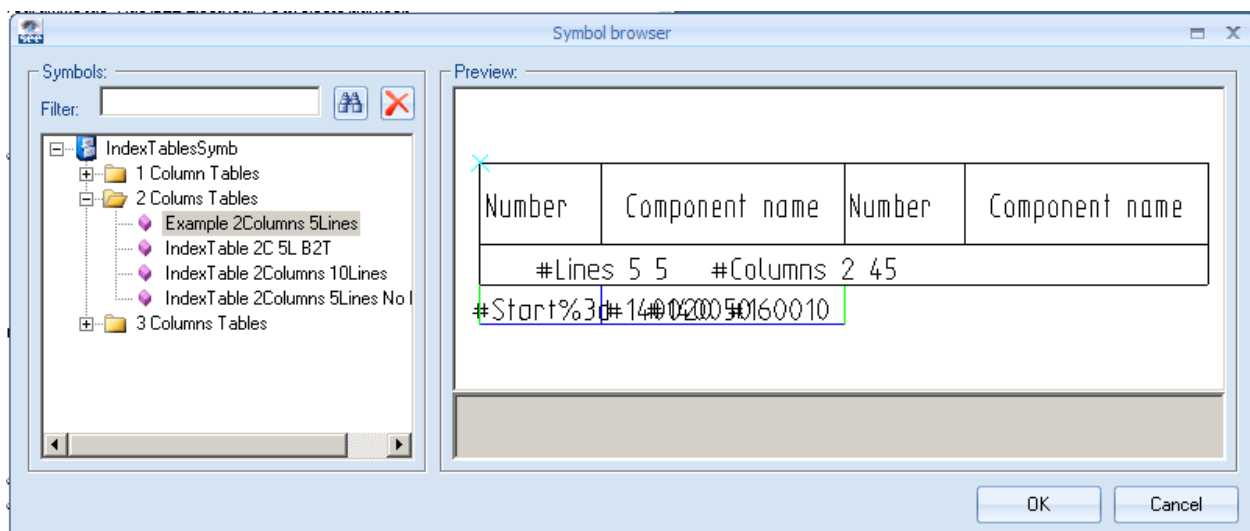 Symbol browser
Symbols:
Filter:
IndexTablesSymb
1 Column Tables
2 Colums Tables
Example 2Columns 5Lines
IndexTable 2C 5L B2T
IndexTable 2Columns 10Lines
IndexTable 2Columns 5Lines No
3 Columns Tables
Preview:
Number Component name Number Component name
#Lines 5 5 #Columns 2 45
#Start%3d
OK Cancel